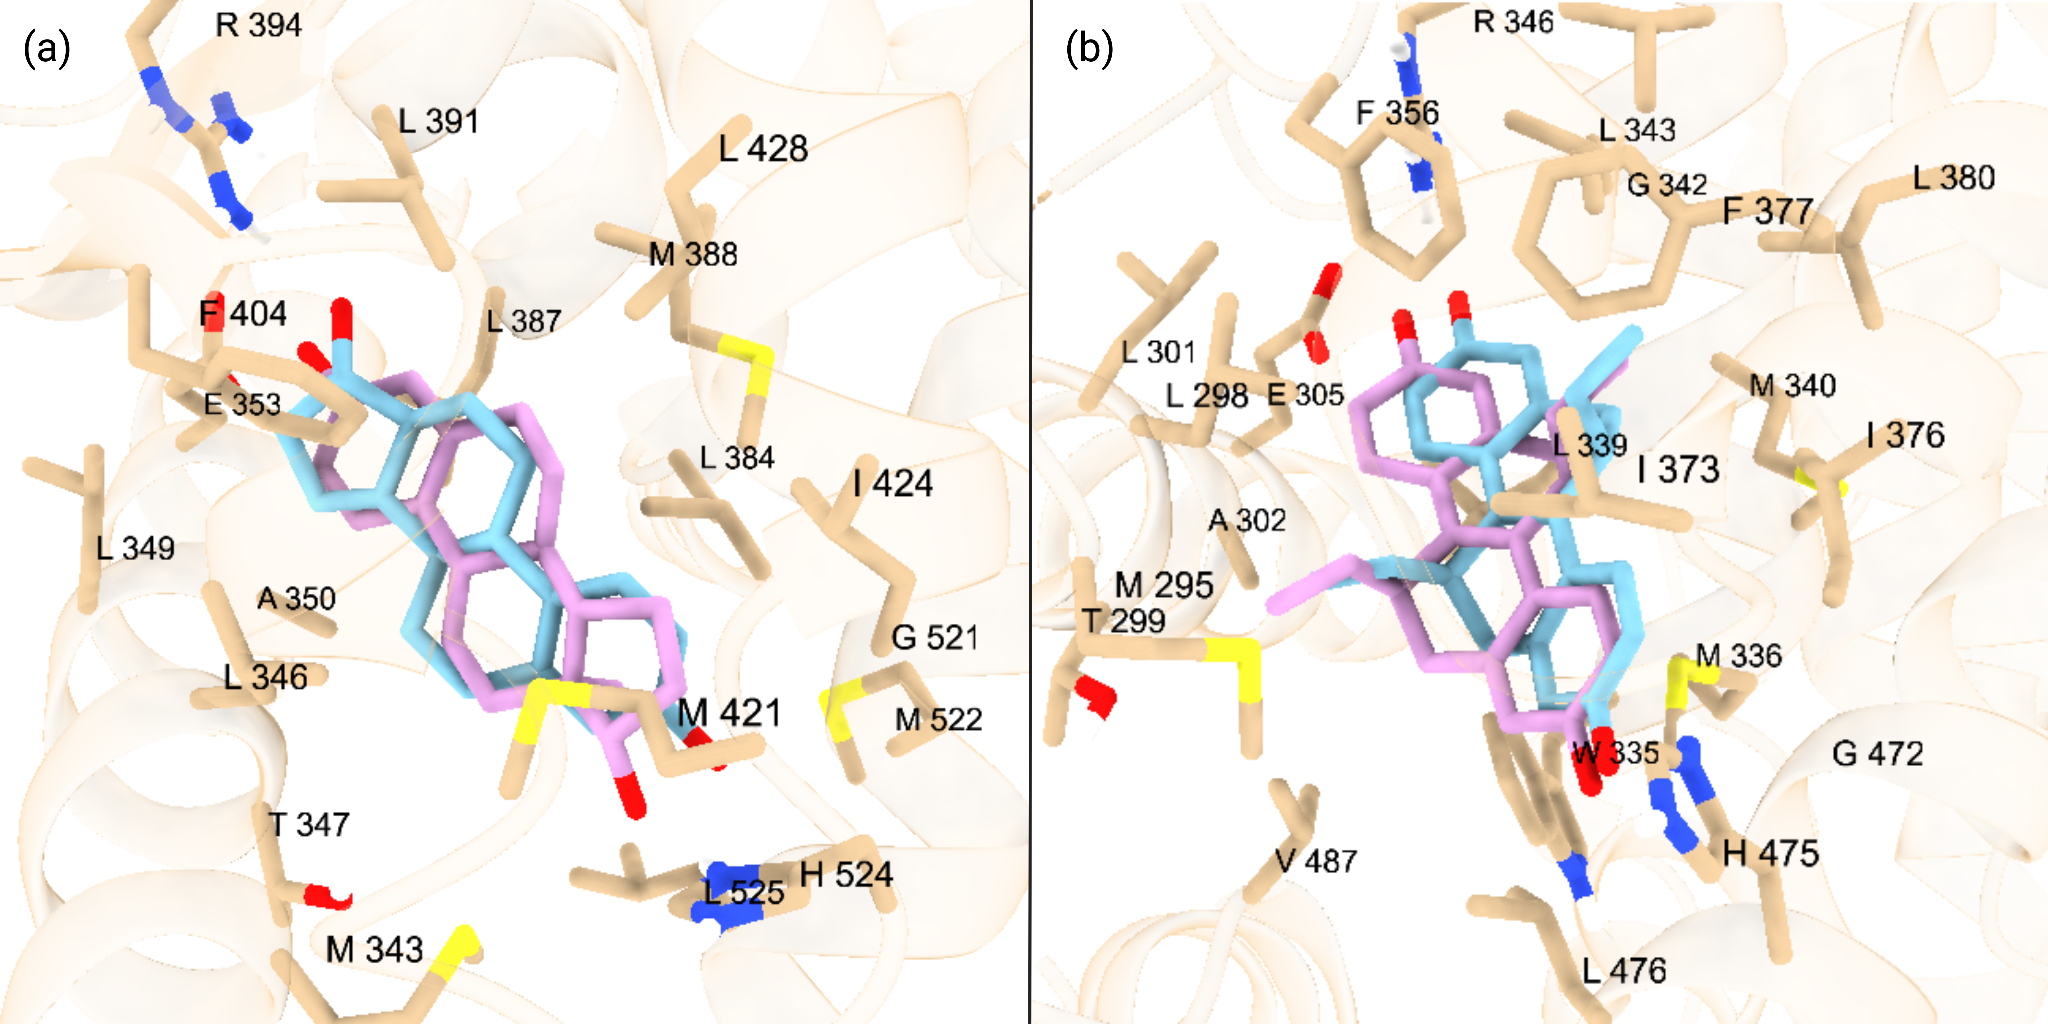 (a)
R 394
L 391
L 428
M 388
F 404
L 387
E 353
L 384
I 424
L 349
A 350
G 521
L 346
M 421
M 522
T 347
H 524
L 525
M 343
(b)
R 346
F 356
L 343
G 342
L 380
F 377
L 301
L 298
E 305
M 340
L 339
I 376
I 373
A 302
M 295
T 299
M 336
W 335
G 472
V 487
H 475
L 476